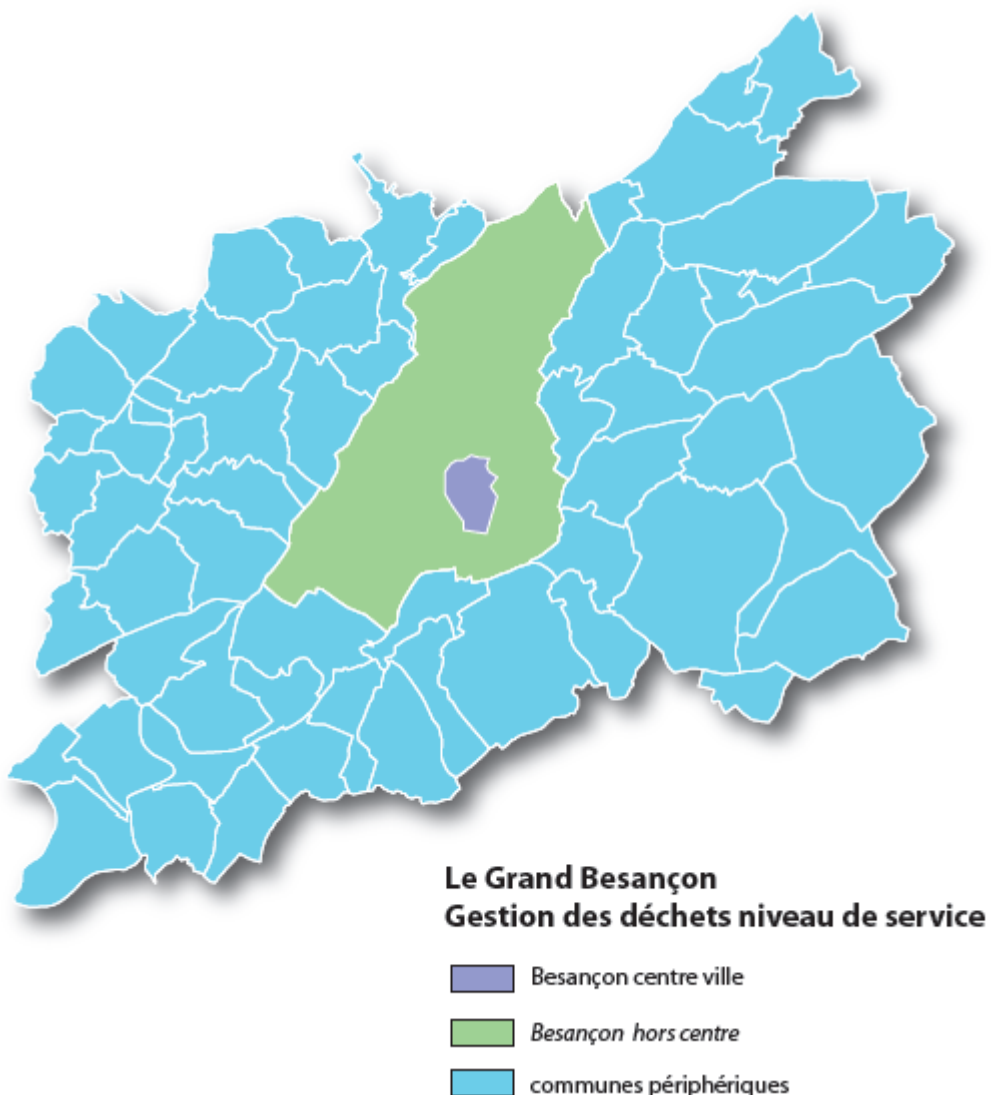 Le Grand Besançon
Gestion des déchets niveau de service
Besançon centre ville
Besançon hors centre
communes périphériques